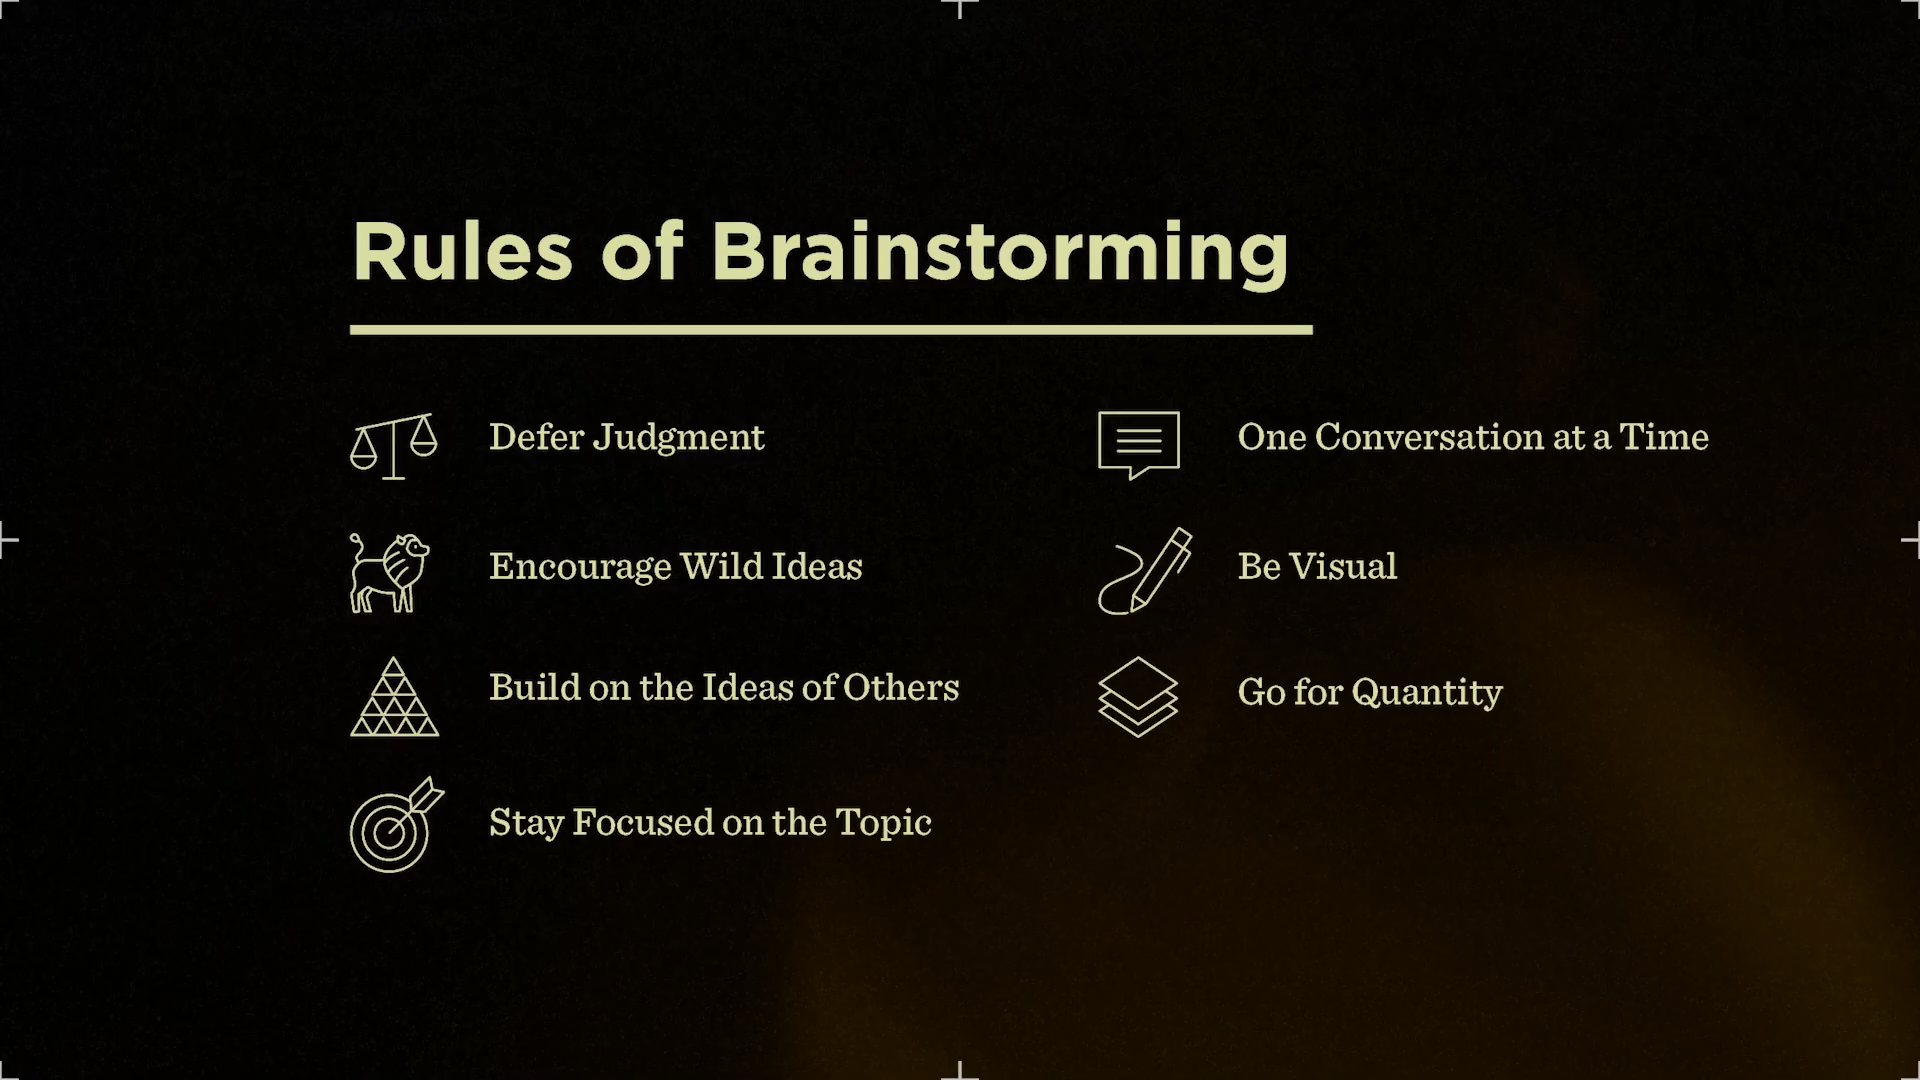 Rules of Brainstorming
Defer Judgment
Encourage Wild Ideas
Build on the Ideas of Others
Stay Focused on the Topic
One Conversation at a Time
Be Visual
Go for Quantity